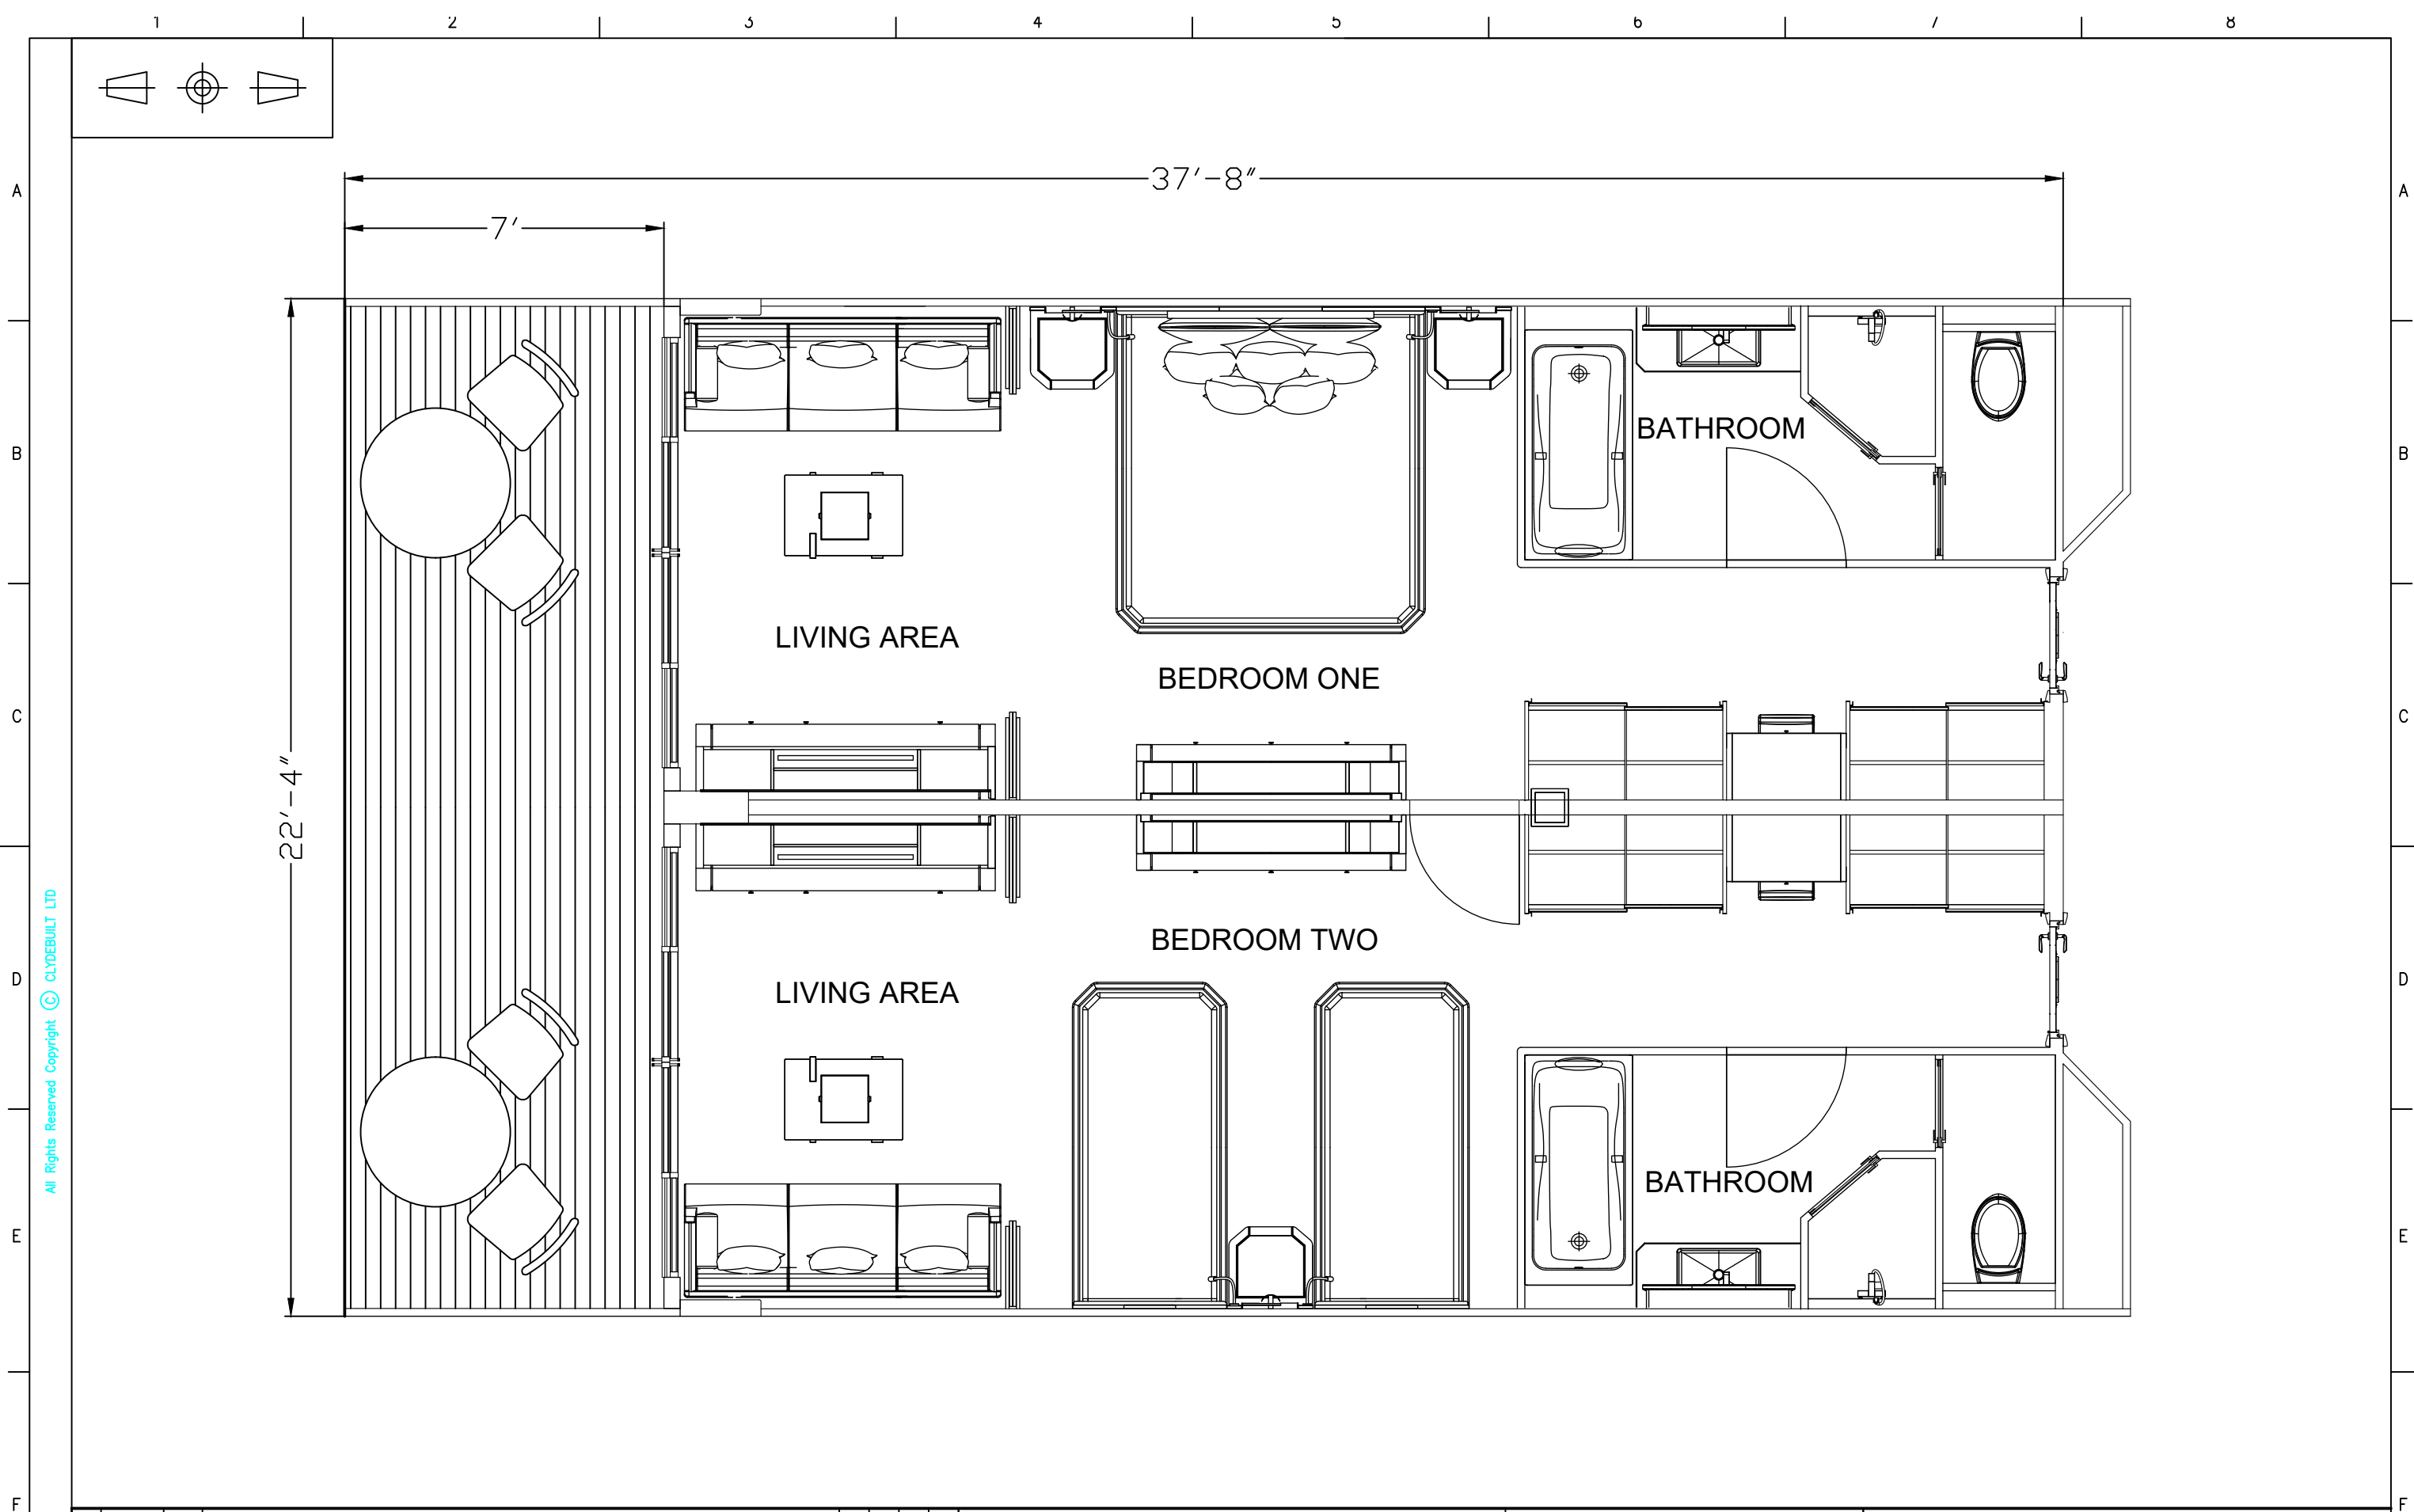 1 2 3 4 5 6 7 8
37'-8"
A A
7'
BATHROOM
B B
LIVING AREA
BEDROOM ONE
C C
22'-4"
BEDROOM TWO
D D
LIVING AREA
All Rights Reserved Copyright © CLYDEBUILT LTD
BATHROOM
E E
F F